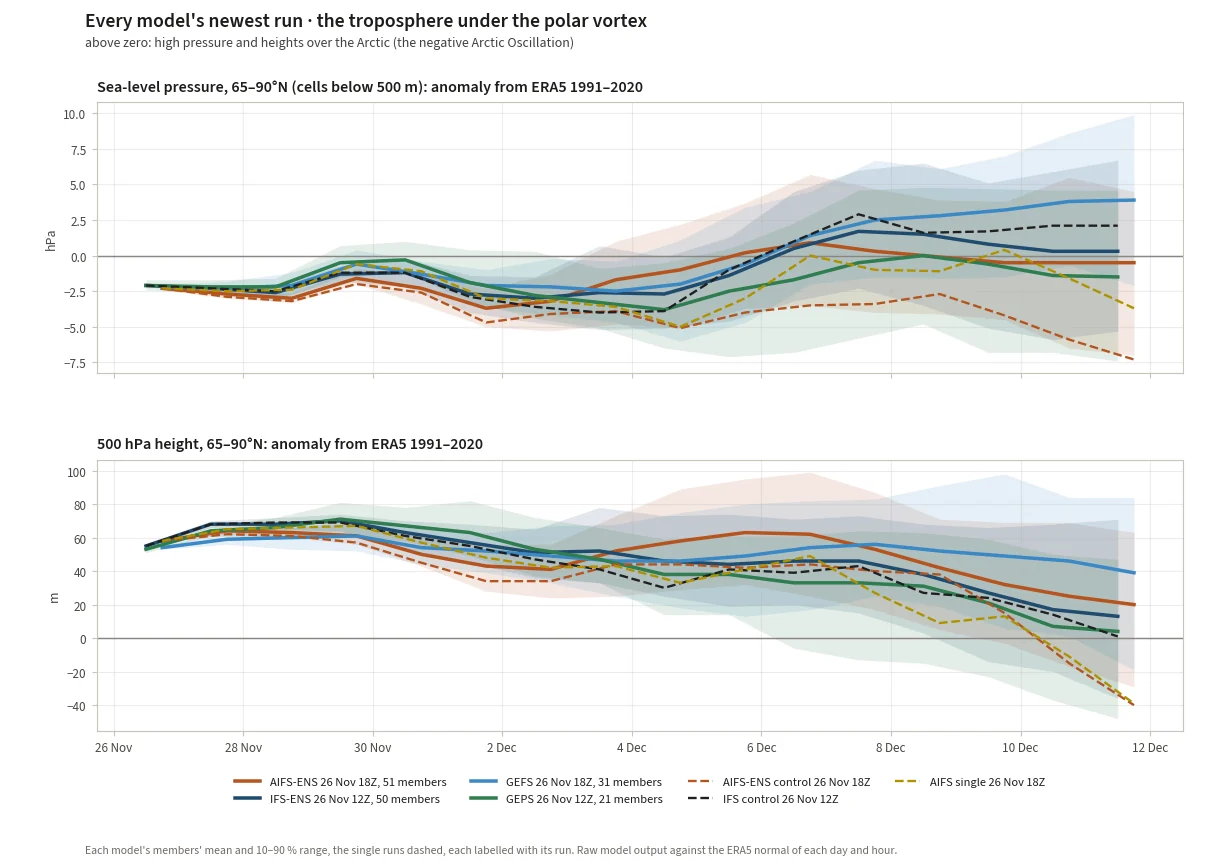 Every model's newest run · the troposphere under the polar vortex
above zero: high pressure and heights over the Arctic (the negative Arctic Oscillation)
Sea-level pressure, 65–90°N (cells below 500 m): anomaly from ERA5 1991–2020
10.0
7.5
5.0
2.5
0.0
−2.5
−5.0
−7.5
hPa
500 hPa height, 65–90°N: anomaly from ERA5 1991–2020
100
80
60
40
20
0
−20
−40
m
26 Nov 28 Nov 30 Nov 2 Dec 4 Dec 6 Dec 8 Dec 10 Dec 12 Dec
AIFS-ENS 26 Nov 18Z, 51 members GEFS 26 Nov 18Z, 31 members AIFS-ENS control 26 Nov 18Z AIFS single 26 Nov 18Z
IFS-ENS 26 Nov 12Z, 50 members GEPS 26 Nov 12Z, 21 members IFS control 26 Nov 12Z
Each model's members' mean and 10–90 % range, the single runs dashed, each labelled with its run. Raw model output against the ERA5 normal of each day and hour.